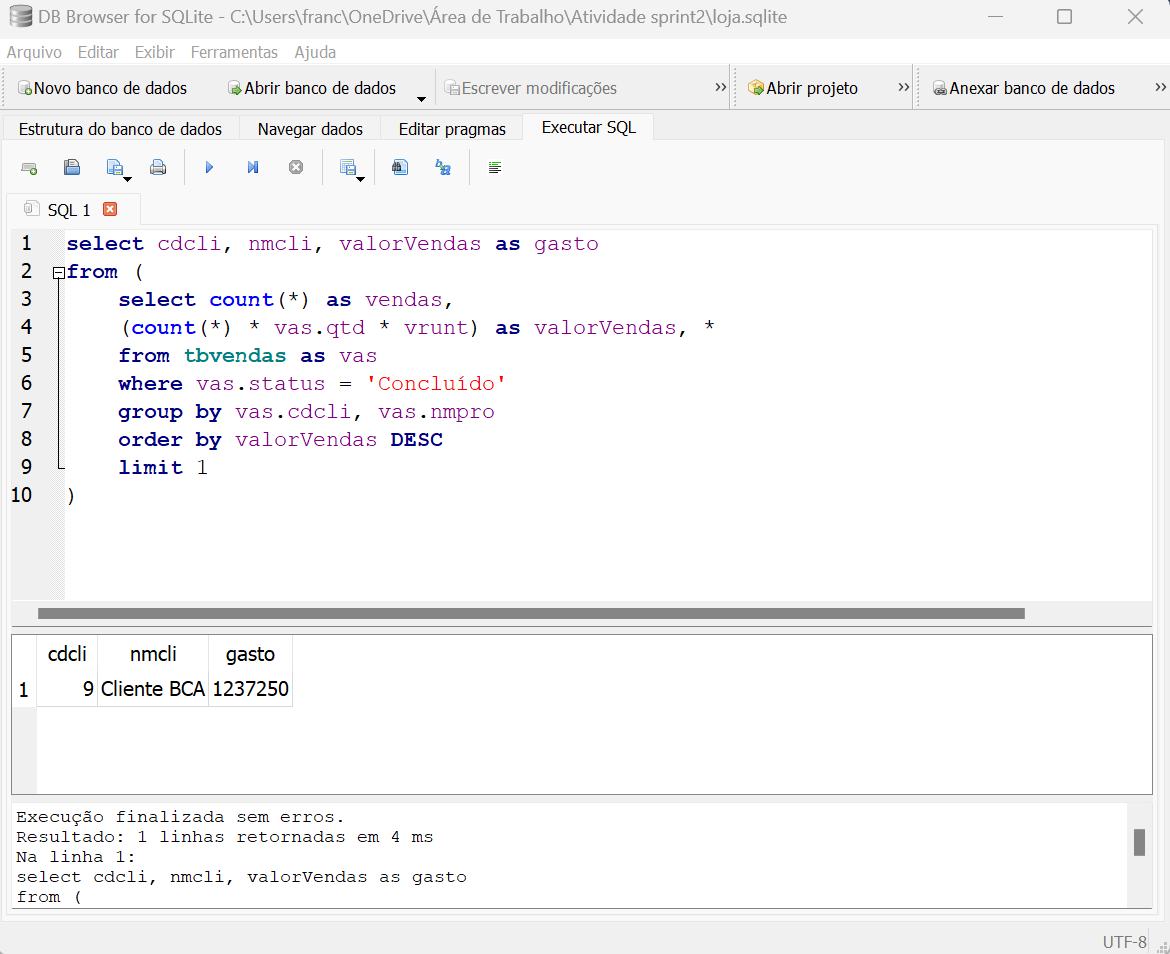 DB Browser for SQLite - C:\Users\franc\OneDrive\Área de Trabalho\Atividade sprint2\loja.sqlite
Arquivo Editar Exibir Ferramentas Ajuda
Novo banco de dados Abrir banco de dados Escrever modificações » Abrir projeto » Anexar banco de dados »
Estrutura do banco de dados Navegar dados Editar pragmas Executar SQL
SQL 1
1 select cdcli, nmcli, valorVendas as gasto
2 from (
3 select count(*) as vendas,
4 (count(*) * vas.qtd * vrunt) as valorVendas, *
5 from tbvendas as vas
6 where vas.status = 'Concluído'
7 group by vas.cdcli, vas.nmpro
8 order by valorVendas DESC
9 limit 1
10 )
cdcli nmcli gasto
1 9 Cliente BCA 1237250
Execução finalizada sem erros.
Resultado: 1 linhas retornadas em 4 ms
Na linha 1:
select cdcli, nmcli, valorVendas as gasto
from (
UTF-8